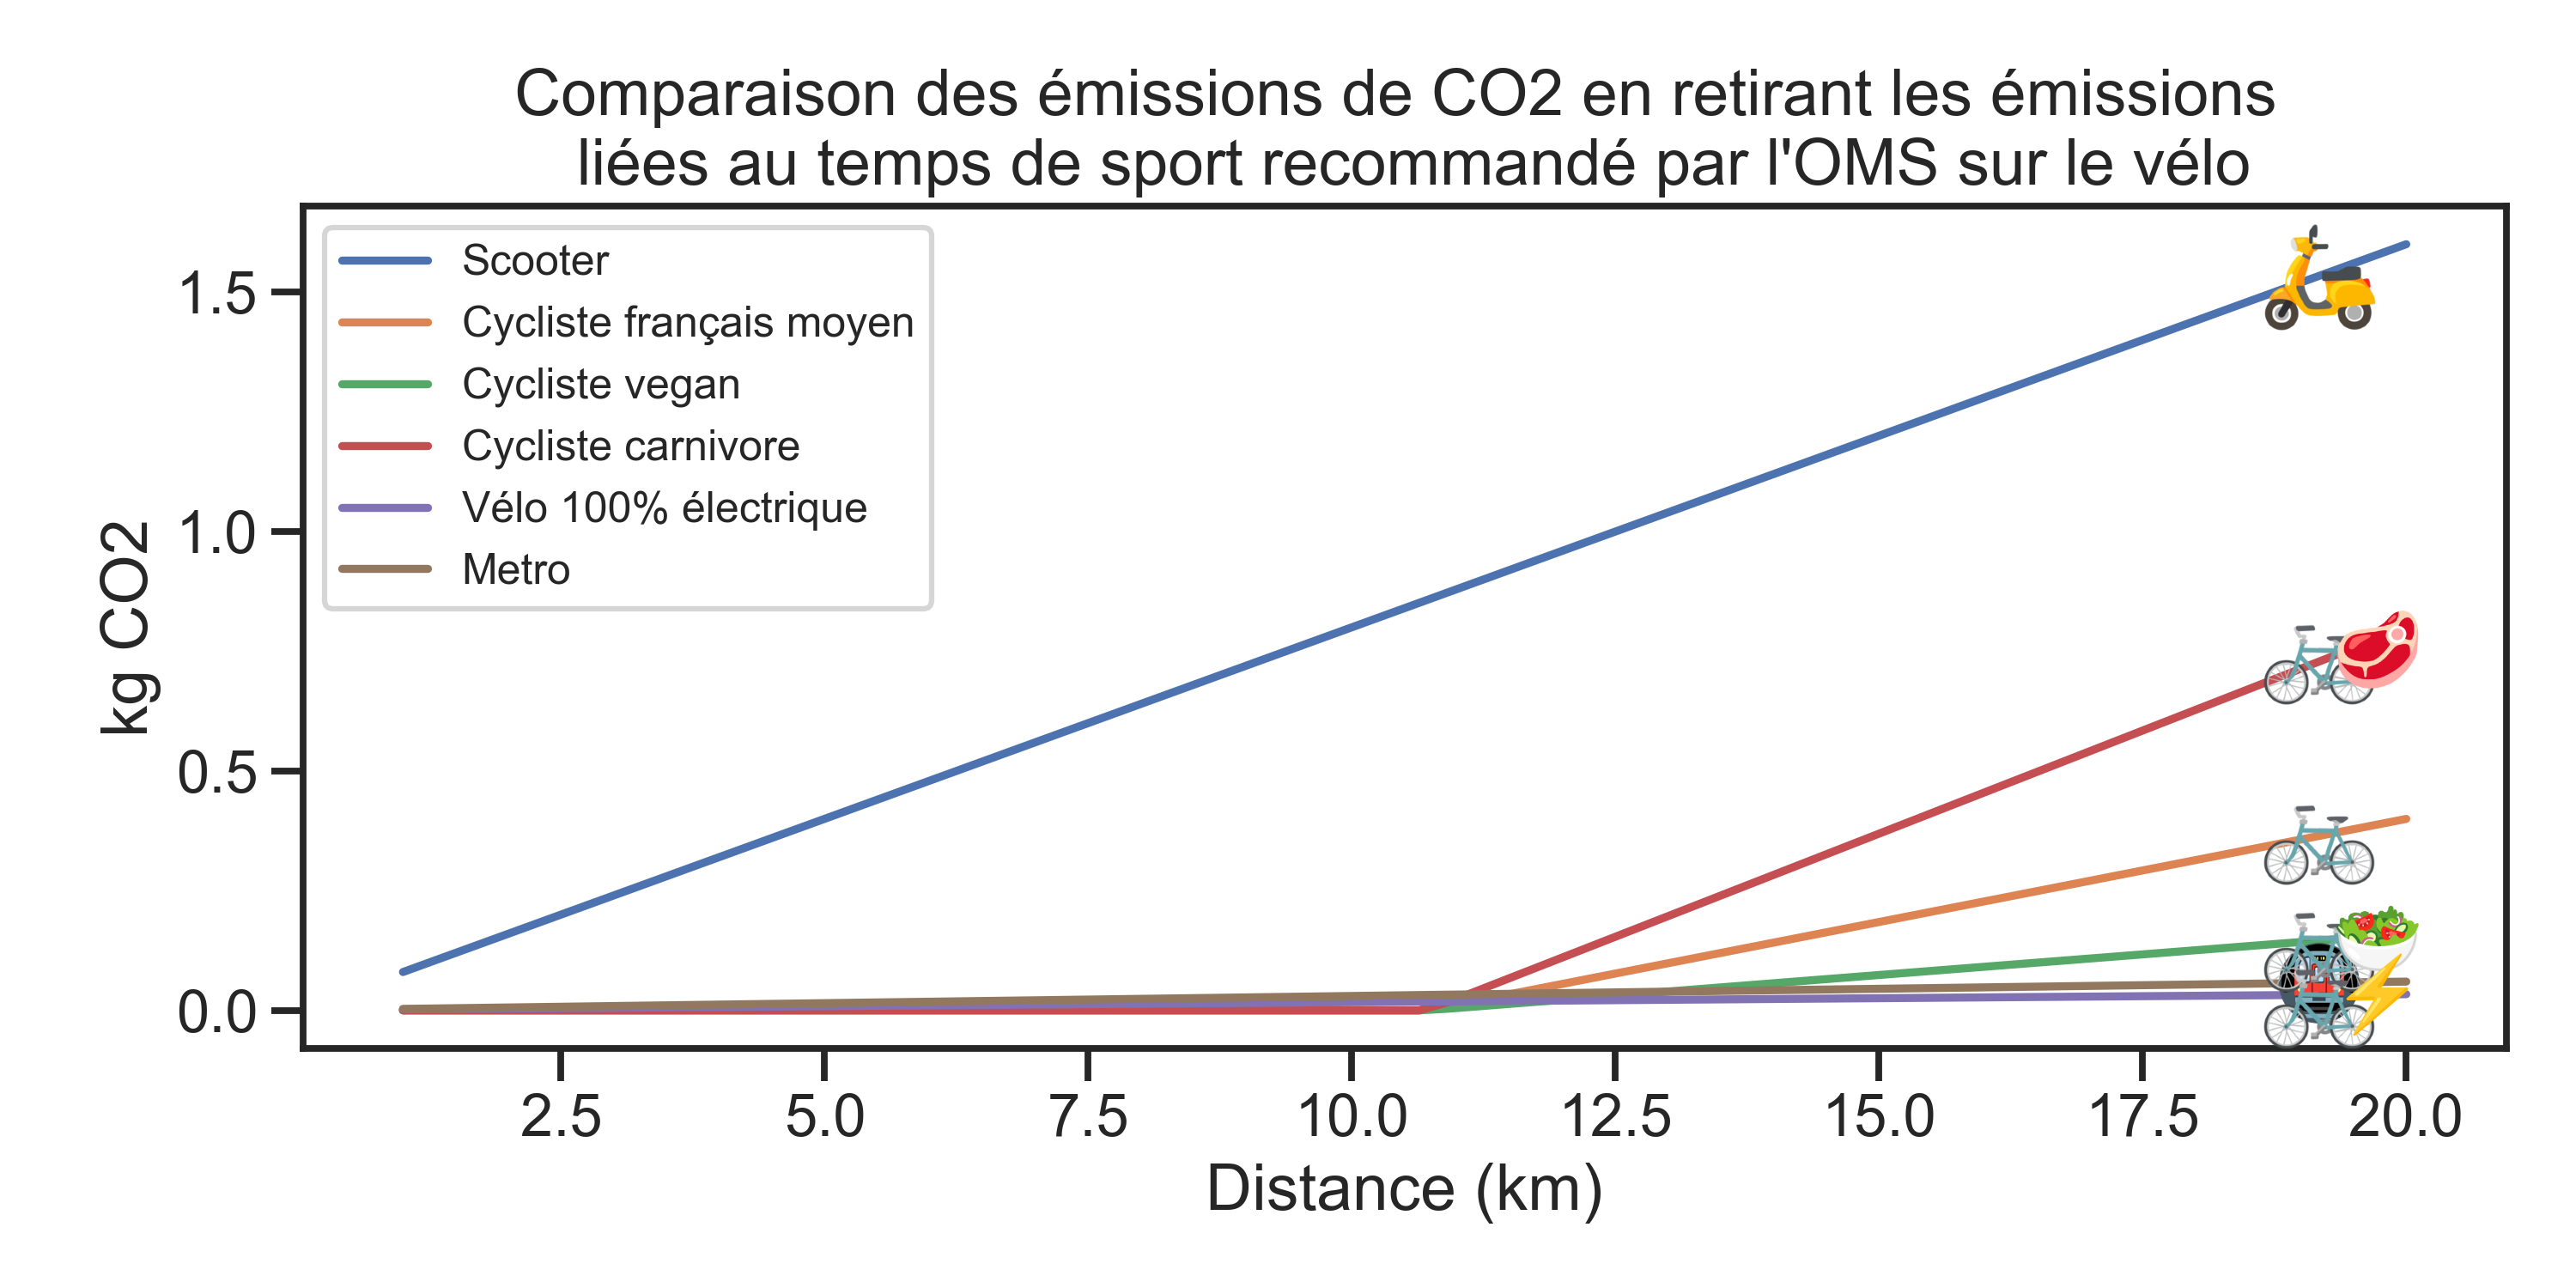 Comparaison des émissions de CO2 en retirant les émissions
liées au temps de sport recommandé par l'OMS sur le vélo
Scooter
Cycliste français moyen
Cycliste vegan
Cycliste carnivore
Vélo 100% électrique
Metro
kg CO2
1.5
1.0
0.5
0.0
2.5 5.0 7.5 10.0 12.5 15.0 17.5 20.0
Distance (km)